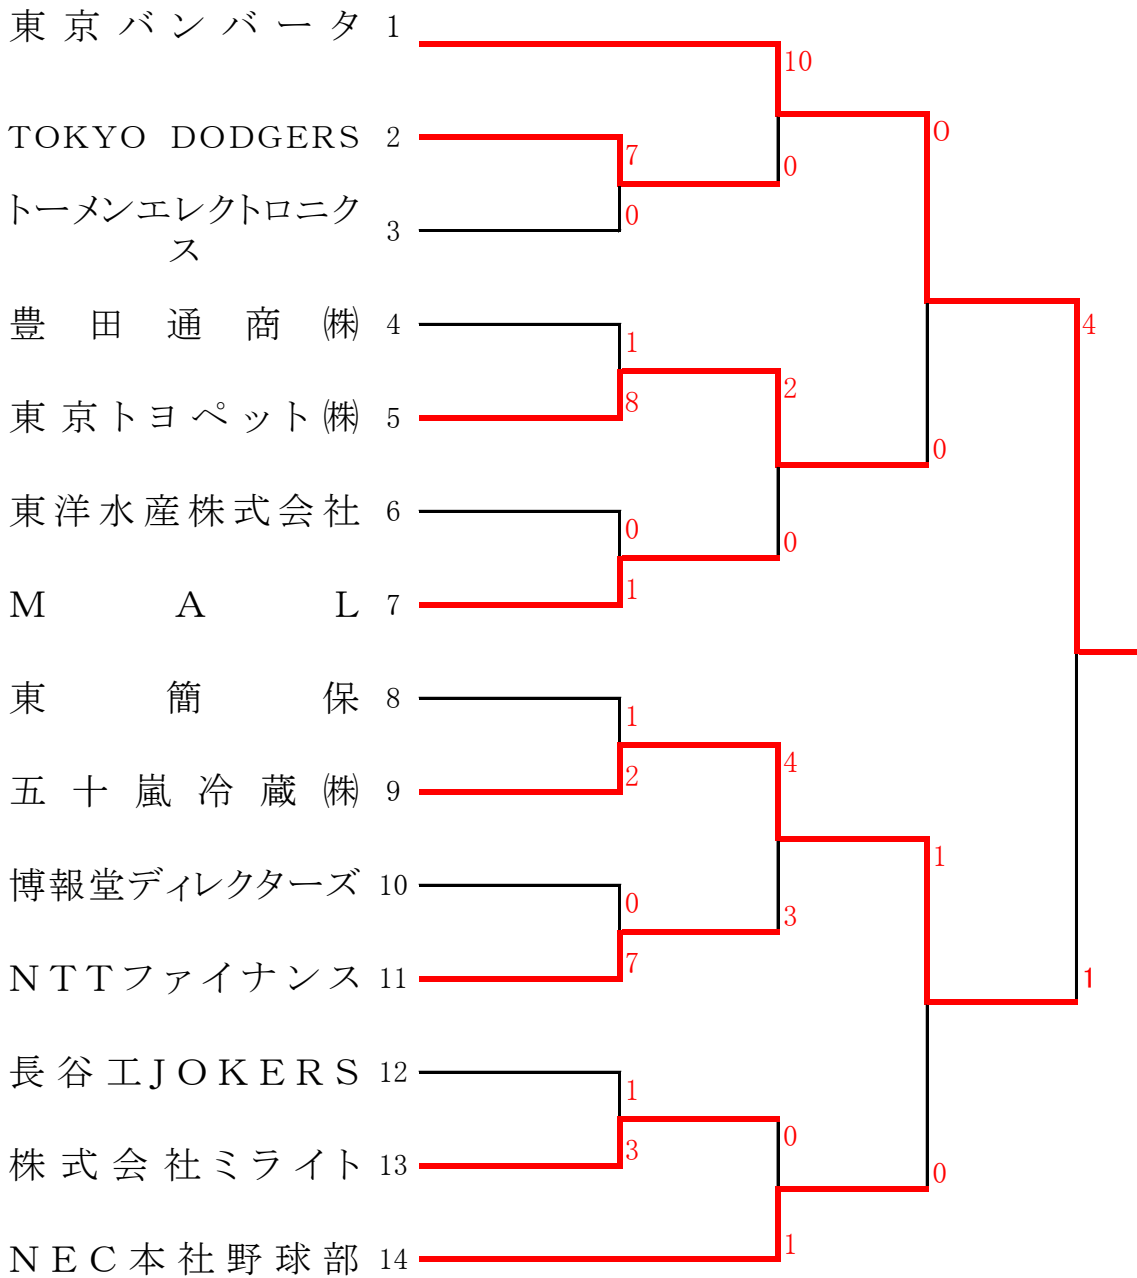 東京バンバータ 1
10
TOKYO DODGERS 2
7
0
O
トーメンエレクトロニク
ス
3
0
豊田通商㈱ 4
1
2
4
東京トヨペット㈱ 5
8
0
東洋水産株式会社 6
0
0
MAL 7
1
東簡保 8
1
4
五十嵐冷蔵㈱ 9
2
1
博報堂ディレクターズ 10
0
3
NTTファイナンス 11
7
1
長谷工JOKERS 12
1
0
株式会社ミライト 13
3
0
NEC本社野球部 14
1